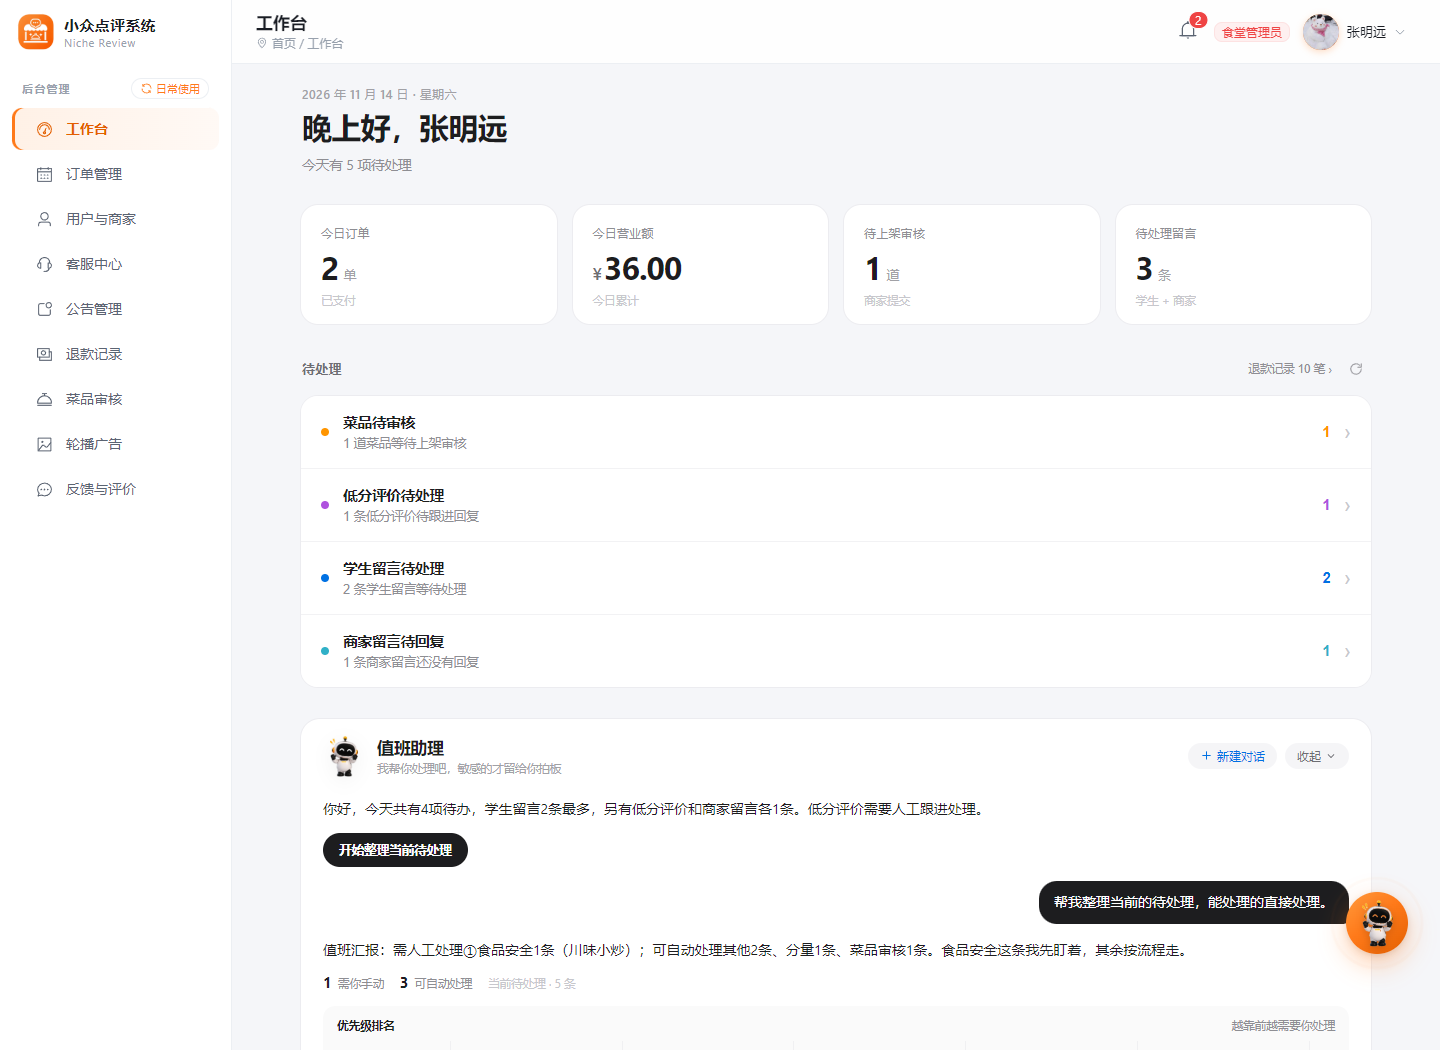 小众点评系统
Niche Review
后台管理
日常使用
工作台
订单管理
用户与商家
客服中心
公告管理
退款记录
菜品审核
轮播广告
反馈与评价
工作台
首页 / 工作台
2
食堂管理员
张明远
2026 年 11 月 14 日 · 星期六
晚上好，张明远
今天有 5 项待处理
今日订单
2 单
已支付
今日营业额
¥36.00
今日累计
待上架审核
1 道
商家提交
待处理留言
3 条
学生 + 商家
待处理
退款记录 10 笔 ›
菜品待审核
1 道菜品等待上架审核
1
低分评价待处理
1 条低分评价待跟进回复
1
学生留言待处理
2 条学生留言等待处理
2
商家留言待回复
1 条商家留言还没有回复
1
值班助理
我帮你处理吧，敏感的才留给你拍板
+ 新建对话
收起
你好，今天共有4项待办，学生留言2条最多，另有低分评价和商家留言各1条。低分评价需要人工跟进处理。
开始整理当前待处理
帮我整理当前的待处理，能处理的直接处理。
值班汇报：需人工处理①食品安全1条（川味小炒）；可自动处理其他2条、分量1条、菜品审核1条。食品安全这条我先盯着，其余按流程走。
1 需你手动 3 可自动处理 当前待处理 · 5 条
优先级排名
越靠前越需要你处理